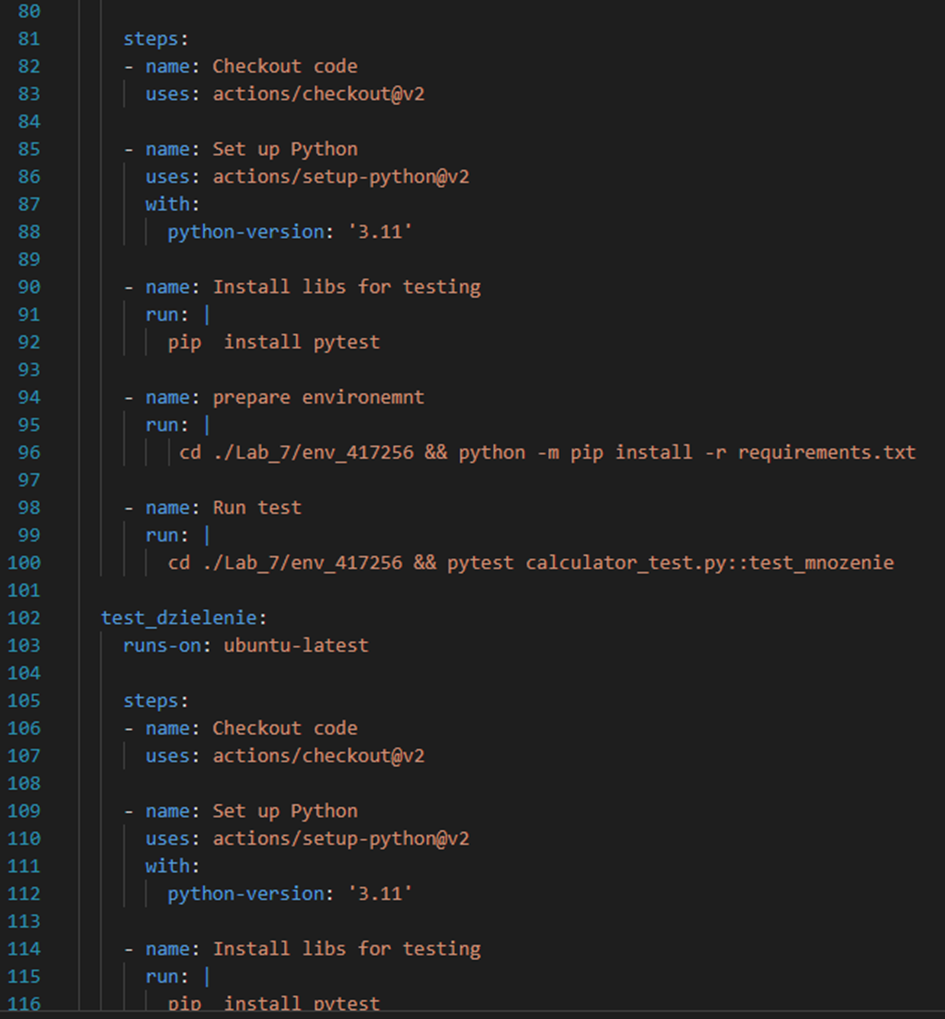 80
81 steps:
82 - name: Checkout code
83 uses: actions/checkout@v2
84
85 - name: Set up Python
86 uses: actions/setup-python@v2
87 with:
88 python-version: '3.11'
89
90 - name: Install libs for testing
91 run: |
92 pip  install pytest
93
94 - name: prepare environemnt
95 run: |
96 cd ./Lab_7/env_417256 && python -m pip install -r requirements.txt
97
98 - name: Run test
99 run: |
100 cd ./Lab_7/env_417256 && pytest calculator_test.py::test_mnozenie
101
102 test_dzielenie:
103 runs-on: ubuntu-latest
104
105 steps:
106 - name: Checkout code
107 uses: actions/checkout@v2
108
109 - name: Set up Python
110 uses: actions/setup-python@v2
111 with:
112 python-version: '3.11'
113
114 - name: Install libs for testing
115 run: |
116 pip  install pytest